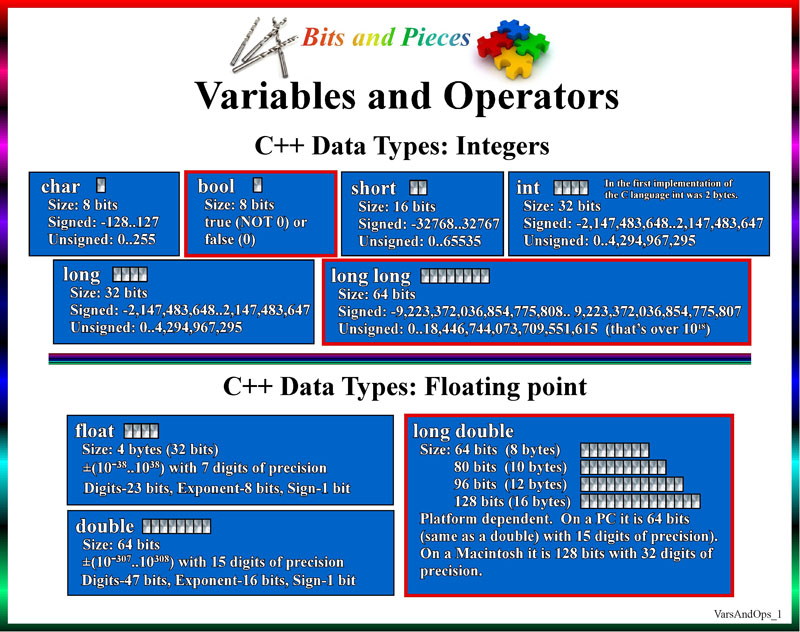 Bits and Pieces
Variables and Operators
C++ Data Types: Integers
char
Size: 8 bits
Signed: -128..127
Unsigned: 0..255
bool
Size: 8 bits
true (NOT 0) or
false (0)
short
Size: 16 bits
Signed: -32768..32767
Unsigned: 0..65535
int
In the first implementation of
the C language int was 2 bytes.
Size: 32 bits
Signed: -2,147,483,648..2,147,483,647
Unsigned: 0..4,294,967,295
long
Size: 32 bits
Signed: -2,147,483,648..2,147,483,647
Unsigned: 0..4,294,967,295
long long
Size: 64 bits
Signed: -9,223,372,036,854,775,808.. 9,223,372,036,854,775,807
Unsigned: 0..18,446,744,073,709,551,615 (that's over 10¹⁸)
C++ Data Types: Floating point
float
Size: 4 bytes (32 bits)
±(10⁻³⁸..10³⁸) with 7 digits of precision
Digits-23 bits, Exponent-8 bits, Sign-1 bit
double
Size: 64 bits
±(10⁻³⁰⁷..10³⁰⁸) with 15 digits of precision
Digits-47 bits, Exponent-16 bits, Sign-1 bit
long double
Size: 64 bits (8 bytes)
80 bits (10 bytes)
96 bits (12 bytes)
128 bits (16 bytes)
Platform dependent. On a PC it is 64 bits
(same as a double) with 15 digits of precision).
On a Macintosh it is 128 bits with 32 digits of
precision.
VarsAndOps_1